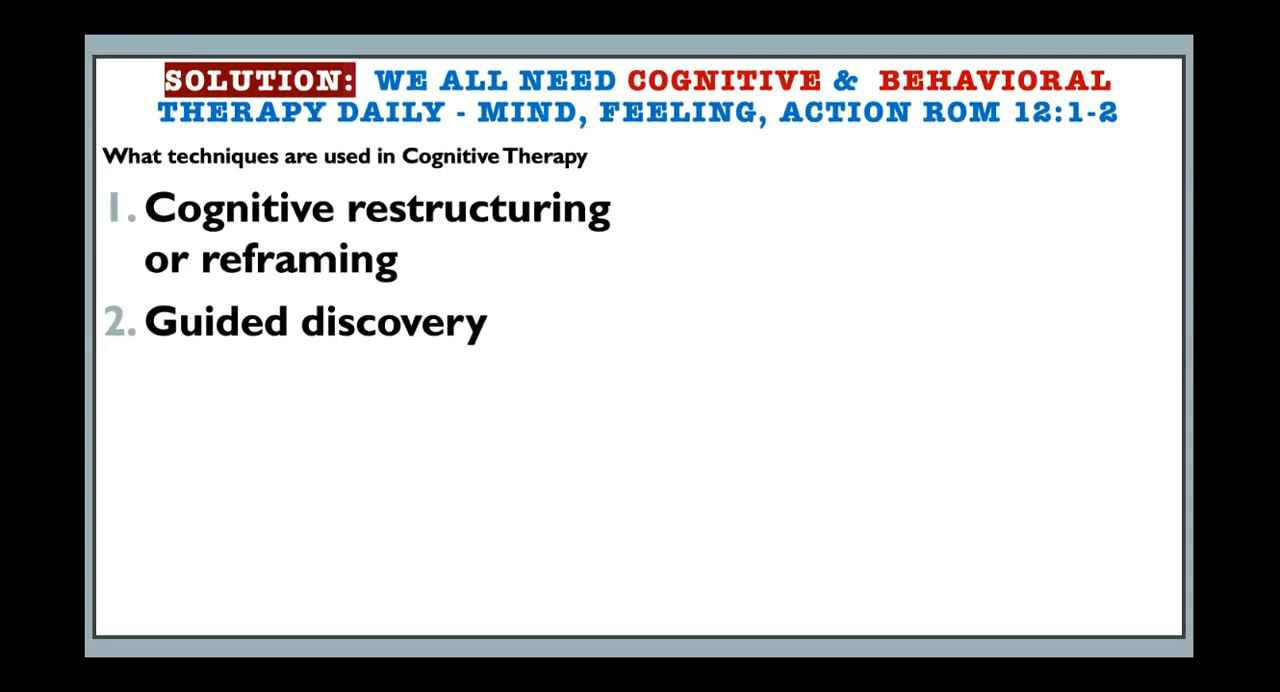 SOLUTION: WE ALL NEED COGNITIVE & BEHAVIORAL
THERAPY DAILY - MIND, FEELING, ACTION ROM 12:1-2
What techniques are used in Cognitive Therapy
1. Cognitive restructuring
or reframing
2. Guided discovery